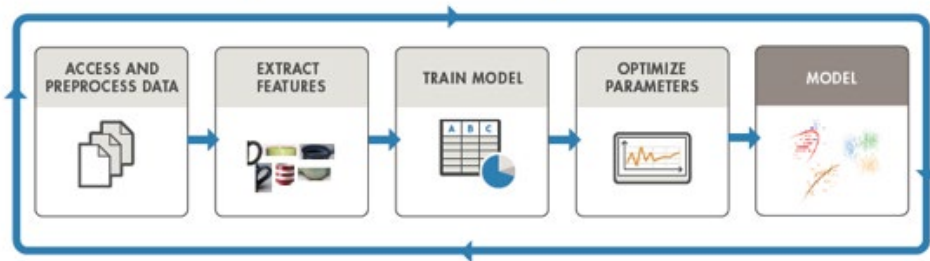 ACCESS AND
PREPROCESS DATA
EXTRACT
FEATURES
TRAIN MODEL
OPTIMIZE
PARAMETERS
MODEL
A B C